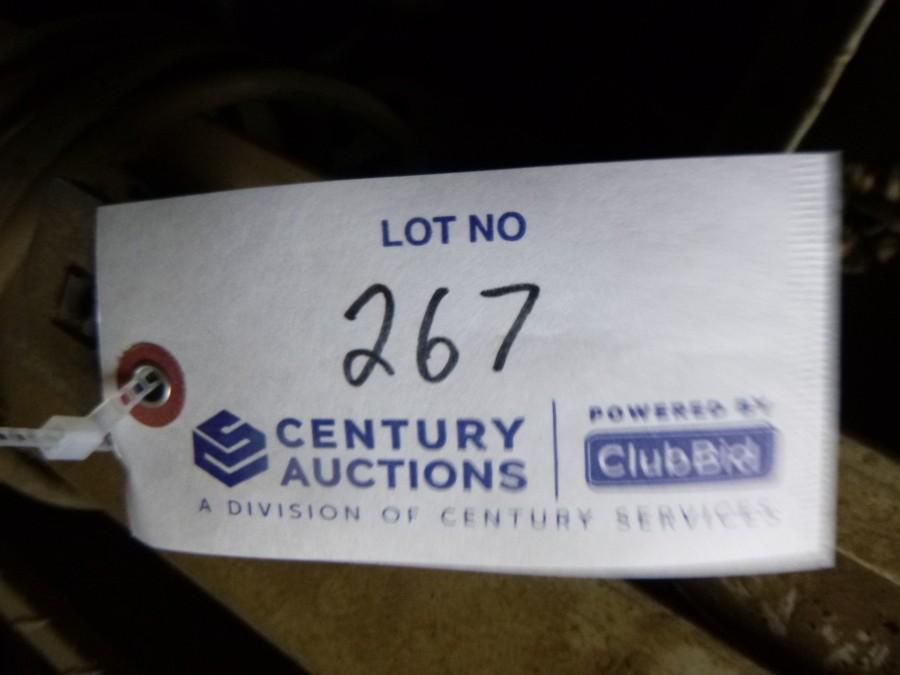 LOT NO
267
CENTURY AUCTIONS
POWERED BY
ClubBid
A DIVISION OF CENTURY SERVICES